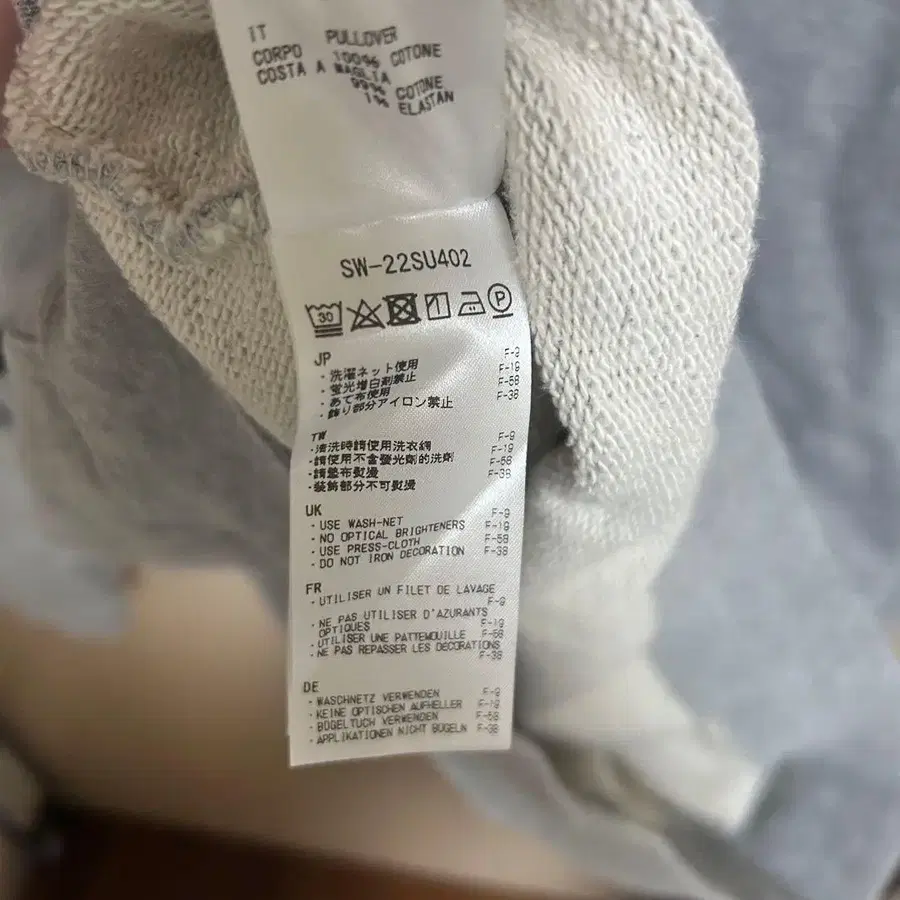 IT
PULLOVER
CORPO 100% COTONE
COSTA A MAGLIA
99% COTONE
1% ELASTAN
SW-22SU402
30 P
JP
・洗濯ネット使用 F-9
・蛍光増白剤禁止 F-19
・あて布使用 F-58
・飾り部分アイロン禁止 F-38
TW
・清洗時請使用洗衣網 F-9
・請使用不含螢光劑的洗劑 F-19
・請墊布熨燙 F-58
・装飾部分不可熨燙 F-38
UK
・USE WASH-NET F-9
・NO OPTICAL BRIGHTENERS F-19
・USE PRESS-CLOTH F-58
・DO NOT IRON DECORATION F-38
FR
・UTILISER UN FILET DE LAVAGE
F-9
・NE PAS UTILISER D'AZURANTS
OPTIQUES F-19
・UTILISER UNE PATTEMOUILLE F-58
・NE PAS REPASSER LES DÉCORATIONS
F-38
DE
・WASCHNETZ VERWENDEN F-9
・KEINE OPTISCHEN AUFHELLER F-19
・BÜGELTUCH VERWENDEN F-58
・APPLIKATIONEN NICHT BÜGELN F-38